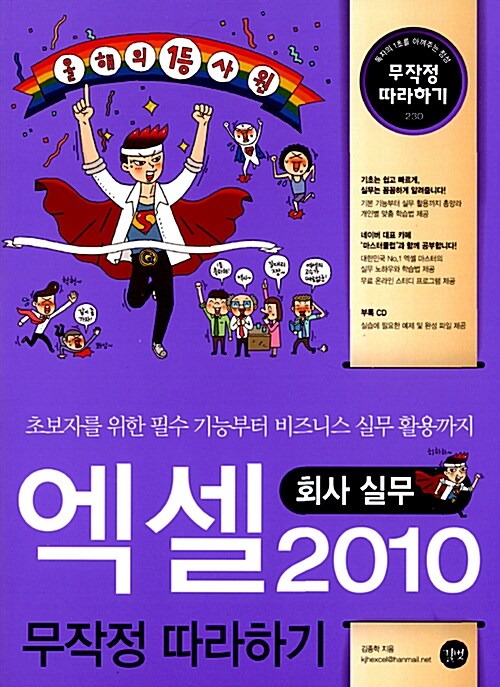 올해의 1등 사원
독자의 1초를 아껴주는 정성
무작정
따라하기
230
기초는 쉽고 빠르게,
실무는 꼼꼼하게 알려줍니다!
기본 기능부터 실무 활용까지 총망라
개인별 맞춤 학습법 제공
네이버 대표 카페
'마스터클럽'과 함께 공부합니다!
대한민국 No.1 엑셀 마스터의
실무 노하우와 학습법 제공
무료 온라인 스터디 프로그램 제공
부록 CD
실습에 필요한 예제 및 완성 파일 제공
초보자를 위한 필수 기능부터 비즈니스 실무 활용까지
회사 실무
엑셀 2010
무작정 따라하기
김종학 지음
kjhexcel@hanmail.net
길벗